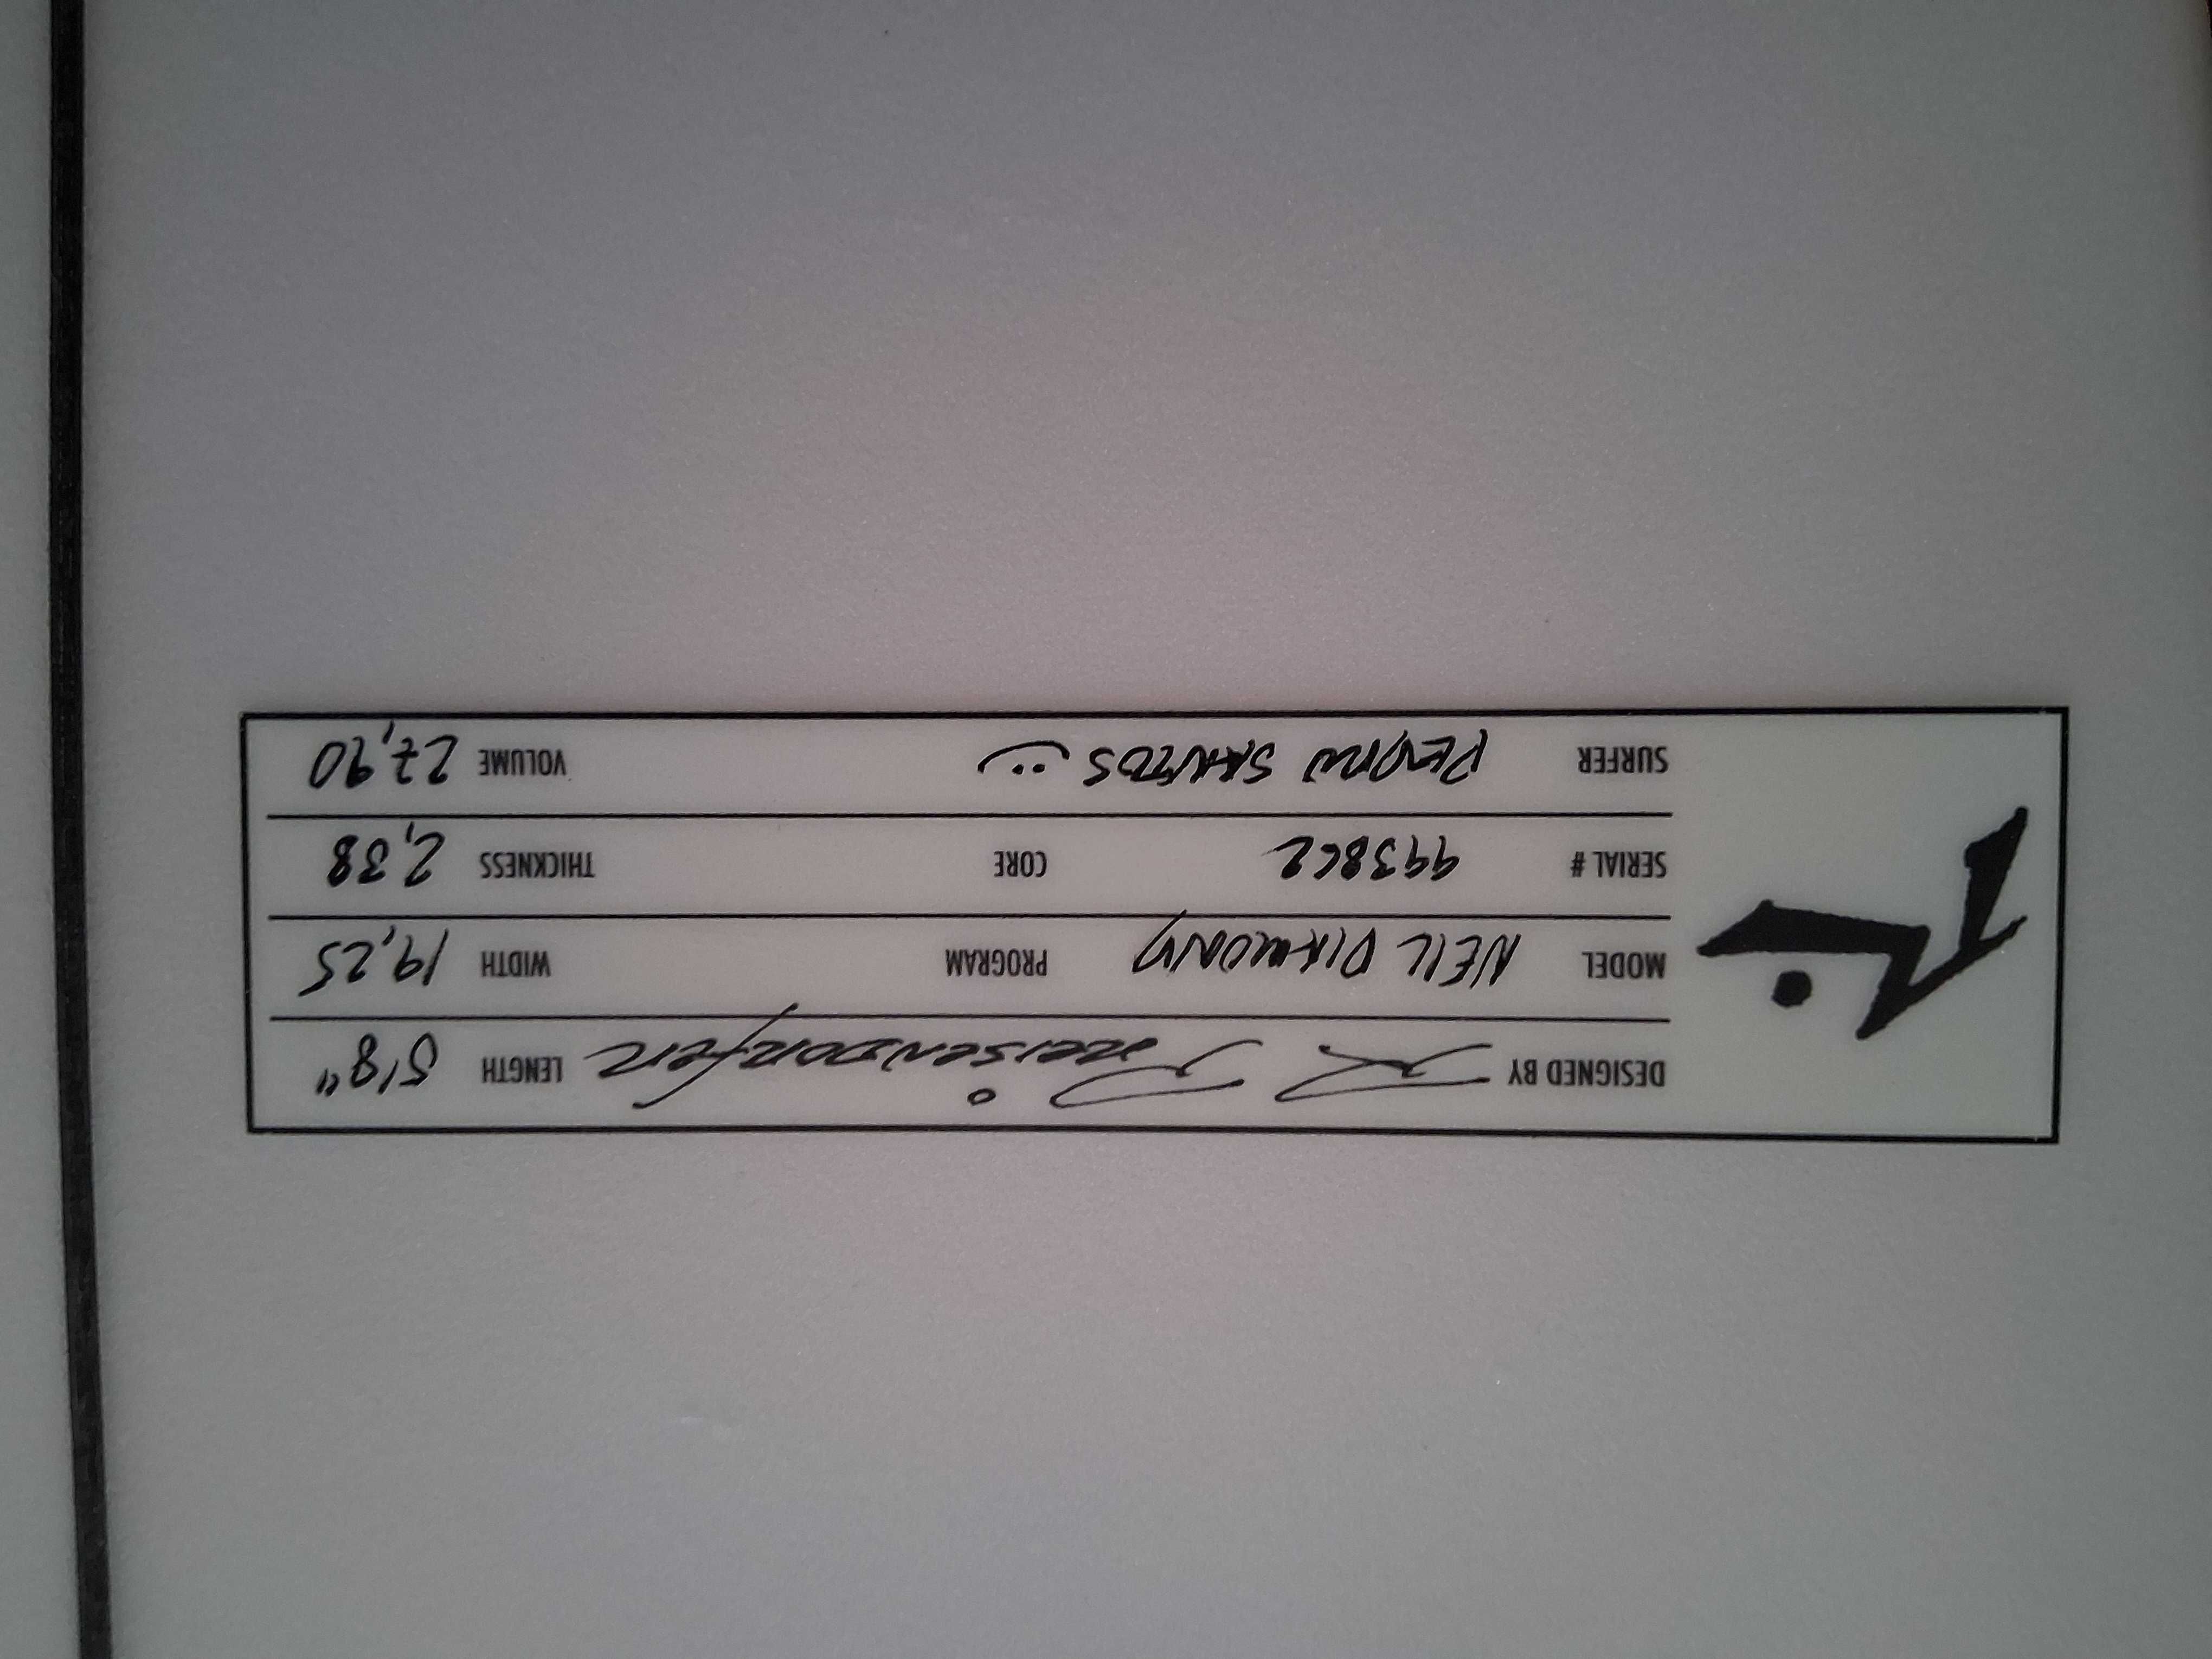 DESIGNED BY LENGTH 5'8"
MODEL NEIL DIAMOND PROGRAM WIDTH 19,25
SERIAL # 993862 CORE THICKNESS 2,38
SURFER PEDRO SANTOS :) VOLUME 27,90